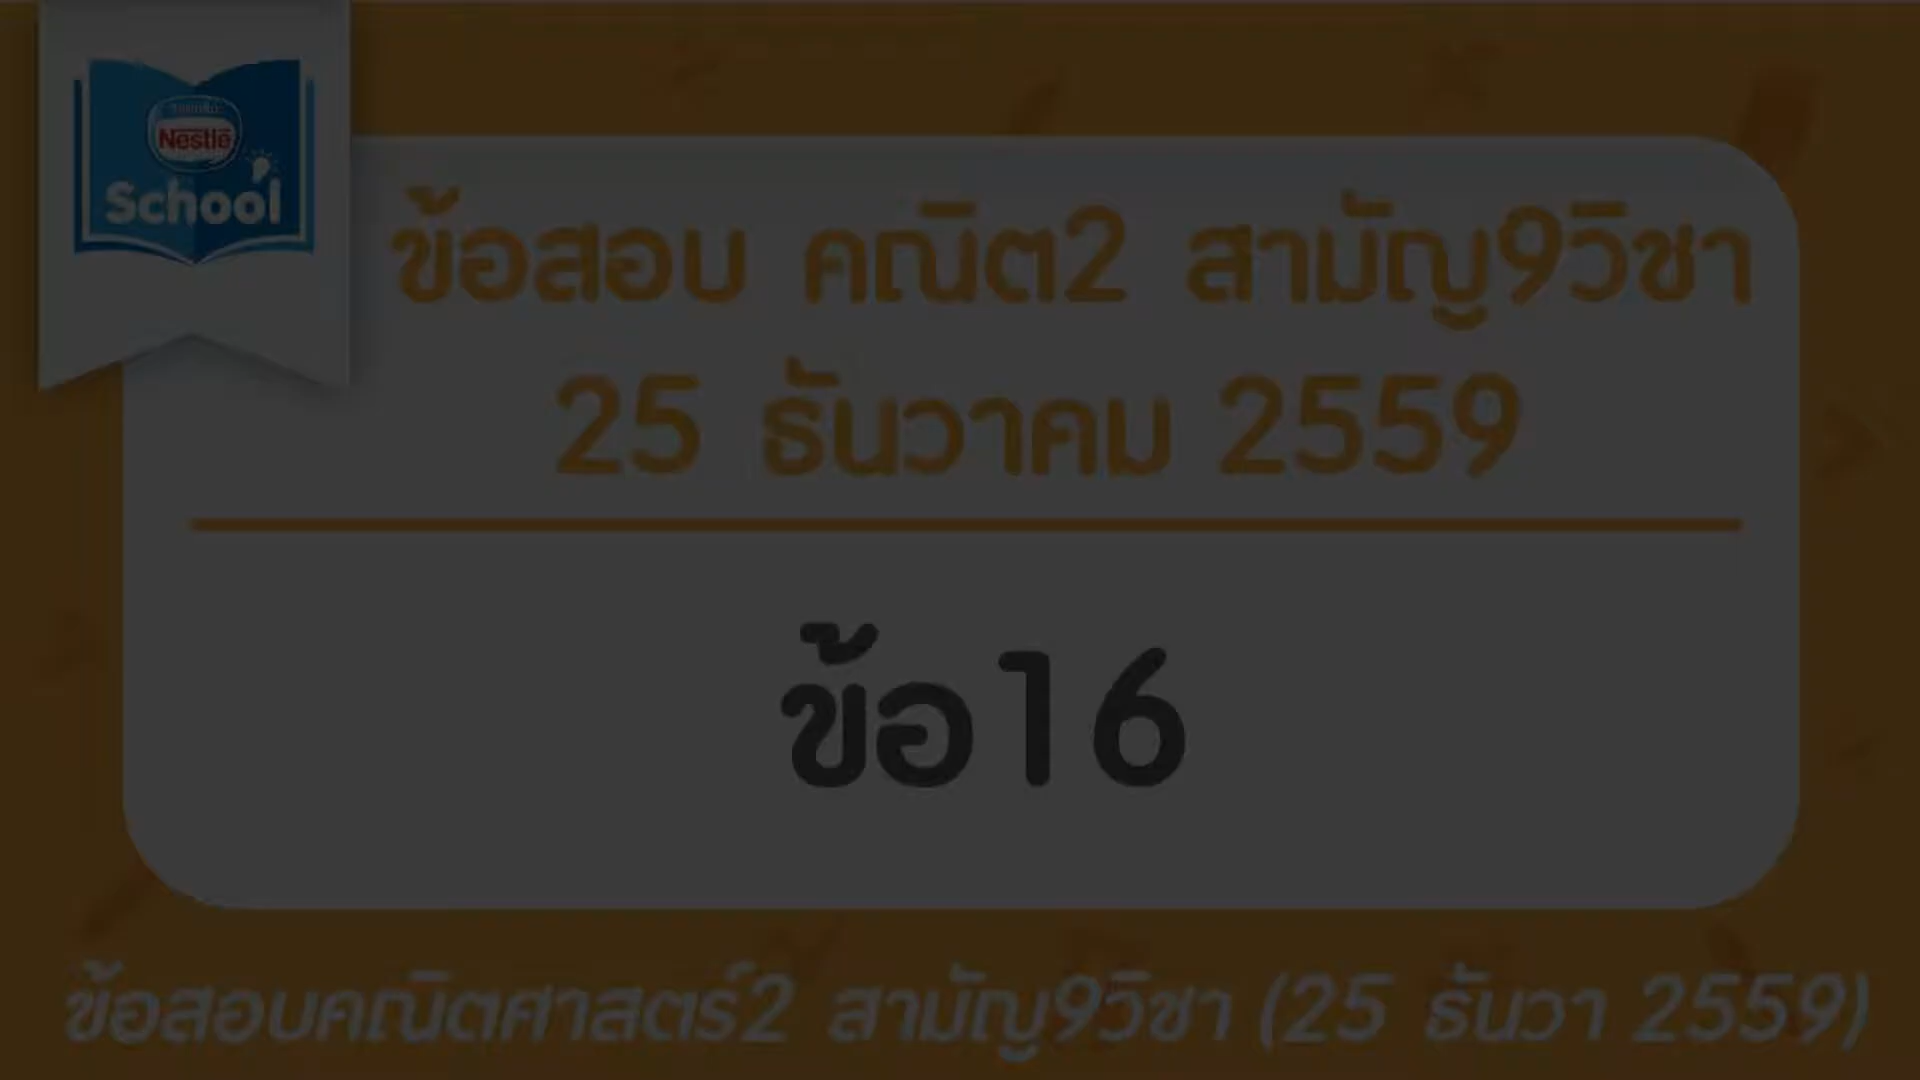 Nestlē
School
ข้อสอบ คณิต2 สามัญ9วิชา
25 ธันวาคม 2559
ข้อ16
ข้อสอบคณิตศาสตร์2 สามัญ9วิชา (25 ธันวา 2559)